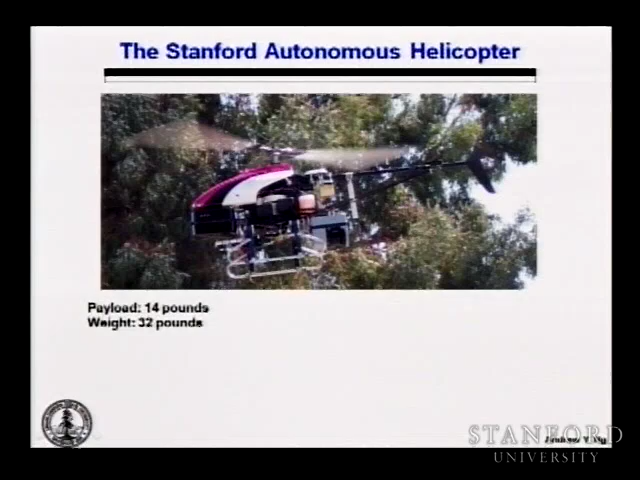 The Stanford Autonomous Helicopter
Payload: 14 pounds
Weight: 32 pounds
STANFORD
UNIVERSITY